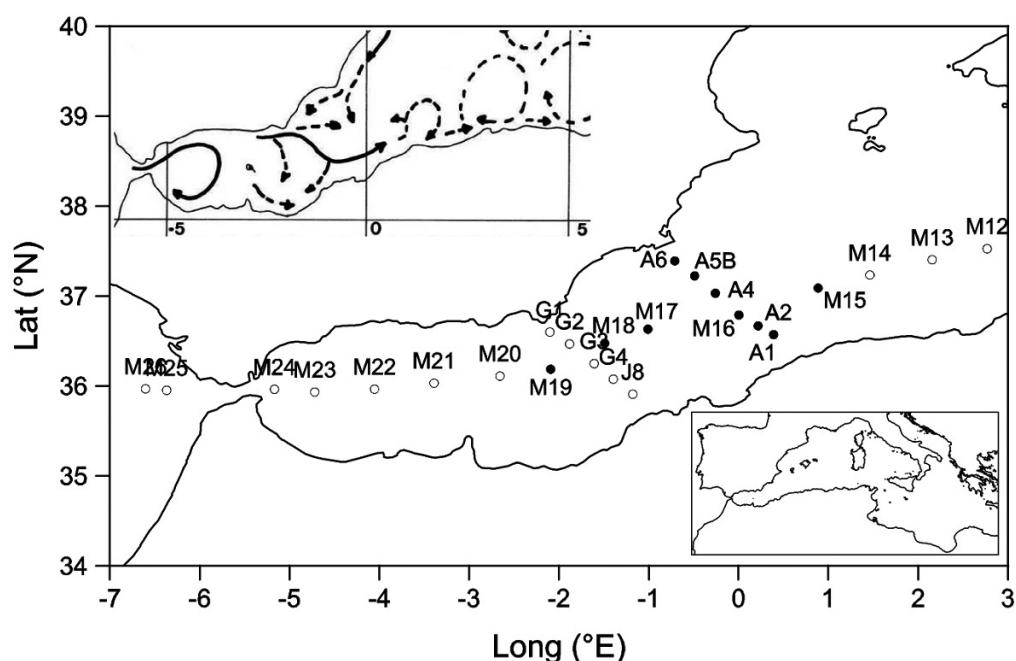 40
39
38
37
36
35
34
Lat (°N)
-5
0
5
M12
M13
M14
M15
A6
A5B
A4
A2
A1
M16
M17
M18
G1
G2
G3
G4
J8
M19
M20
M21
M22
M23
M24
M25
M26
-7
-6
-5
-4
-3
-2
-1
0
1
2
3
Long (°E)